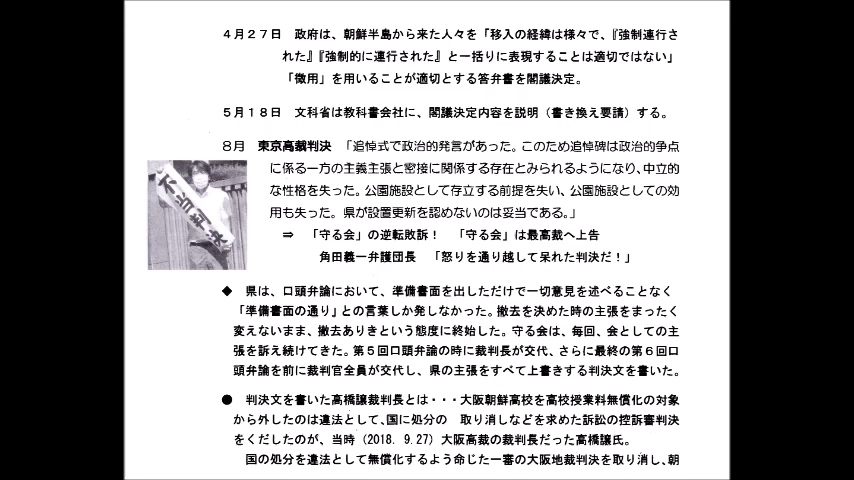 4月27日 政府は、朝鮮半島から来た人々を「移入の経緯は様々で、『強制連行さ
れた』『強制的に連行された』と一括りに表現することは適切ではない」
「徴用」を用いることが適切とする答弁書を閣議決定。
5月18日 文科省は教科書会社に、閣議決定内容を説明（書き換え要請）する。
8月 東京高裁判決 「追悼式で政治的発言があった。このため追悼碑は政治的争点
に係る一方の主義主張と密接に関係する存在とみられるようになり、中立的
な性格を失った。公園施設として存立する前提を失い、公園施設としての効
用も失った。県が設置更新を認めないのは妥当である。」
不当判決
⇒ 「守る会」の逆転敗訴！ 「守る会」は最高裁へ上告
角田義一弁護団長 「怒りを通り越して呆れた判決だ！」
◆ 県は、口頭弁論において、準備書面を出しただけで一切意見を述べることなく
「準備書面の通り」との言葉しか発しなかった。撤去を決めた時の主張をまったく
変えないまま、撤去ありきという態度に終始した。守る会は、毎回、会としての主
張を訴え続けてきた。第5回口頭弁論の時に裁判長が交代、さらに最終の第6回口
頭弁論を前に裁判官全員が交代し、県の主張をすべて上書きする判決文を書いた。
● 判決文を書いた高橋譲裁判長とは・・・大阪朝鮮高校を高校授業料無償化の対象
から外したのは違法として、国に処分の 取り消しなどを求めた訴訟の控訴審判決
をくだしたのが、当時（2018. 9.27）大阪高裁の裁判長だった高橋譲氏。
国の処分を違法として無償化するよう命じた一審の大阪地裁判決を取り消し、朝